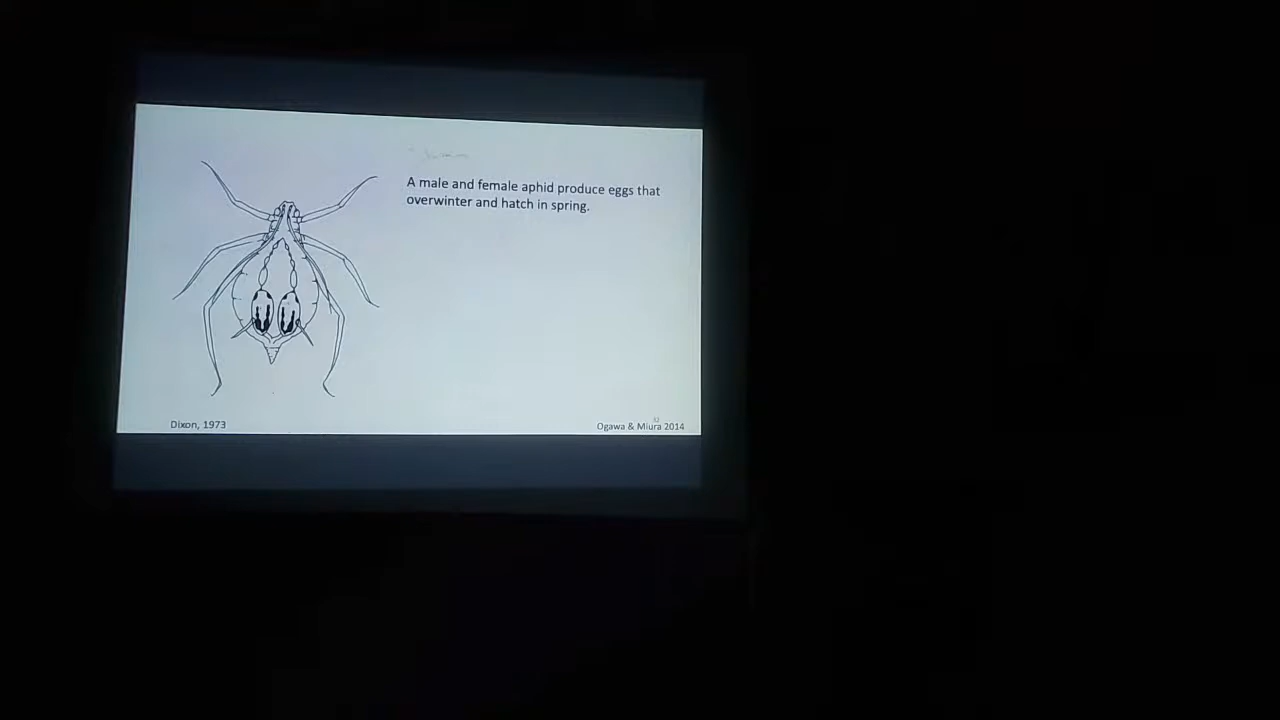 A male and female aphid produce eggs that
overwinter and hatch in spring.
Dixon, 1973
Ogawa & Miura 2014